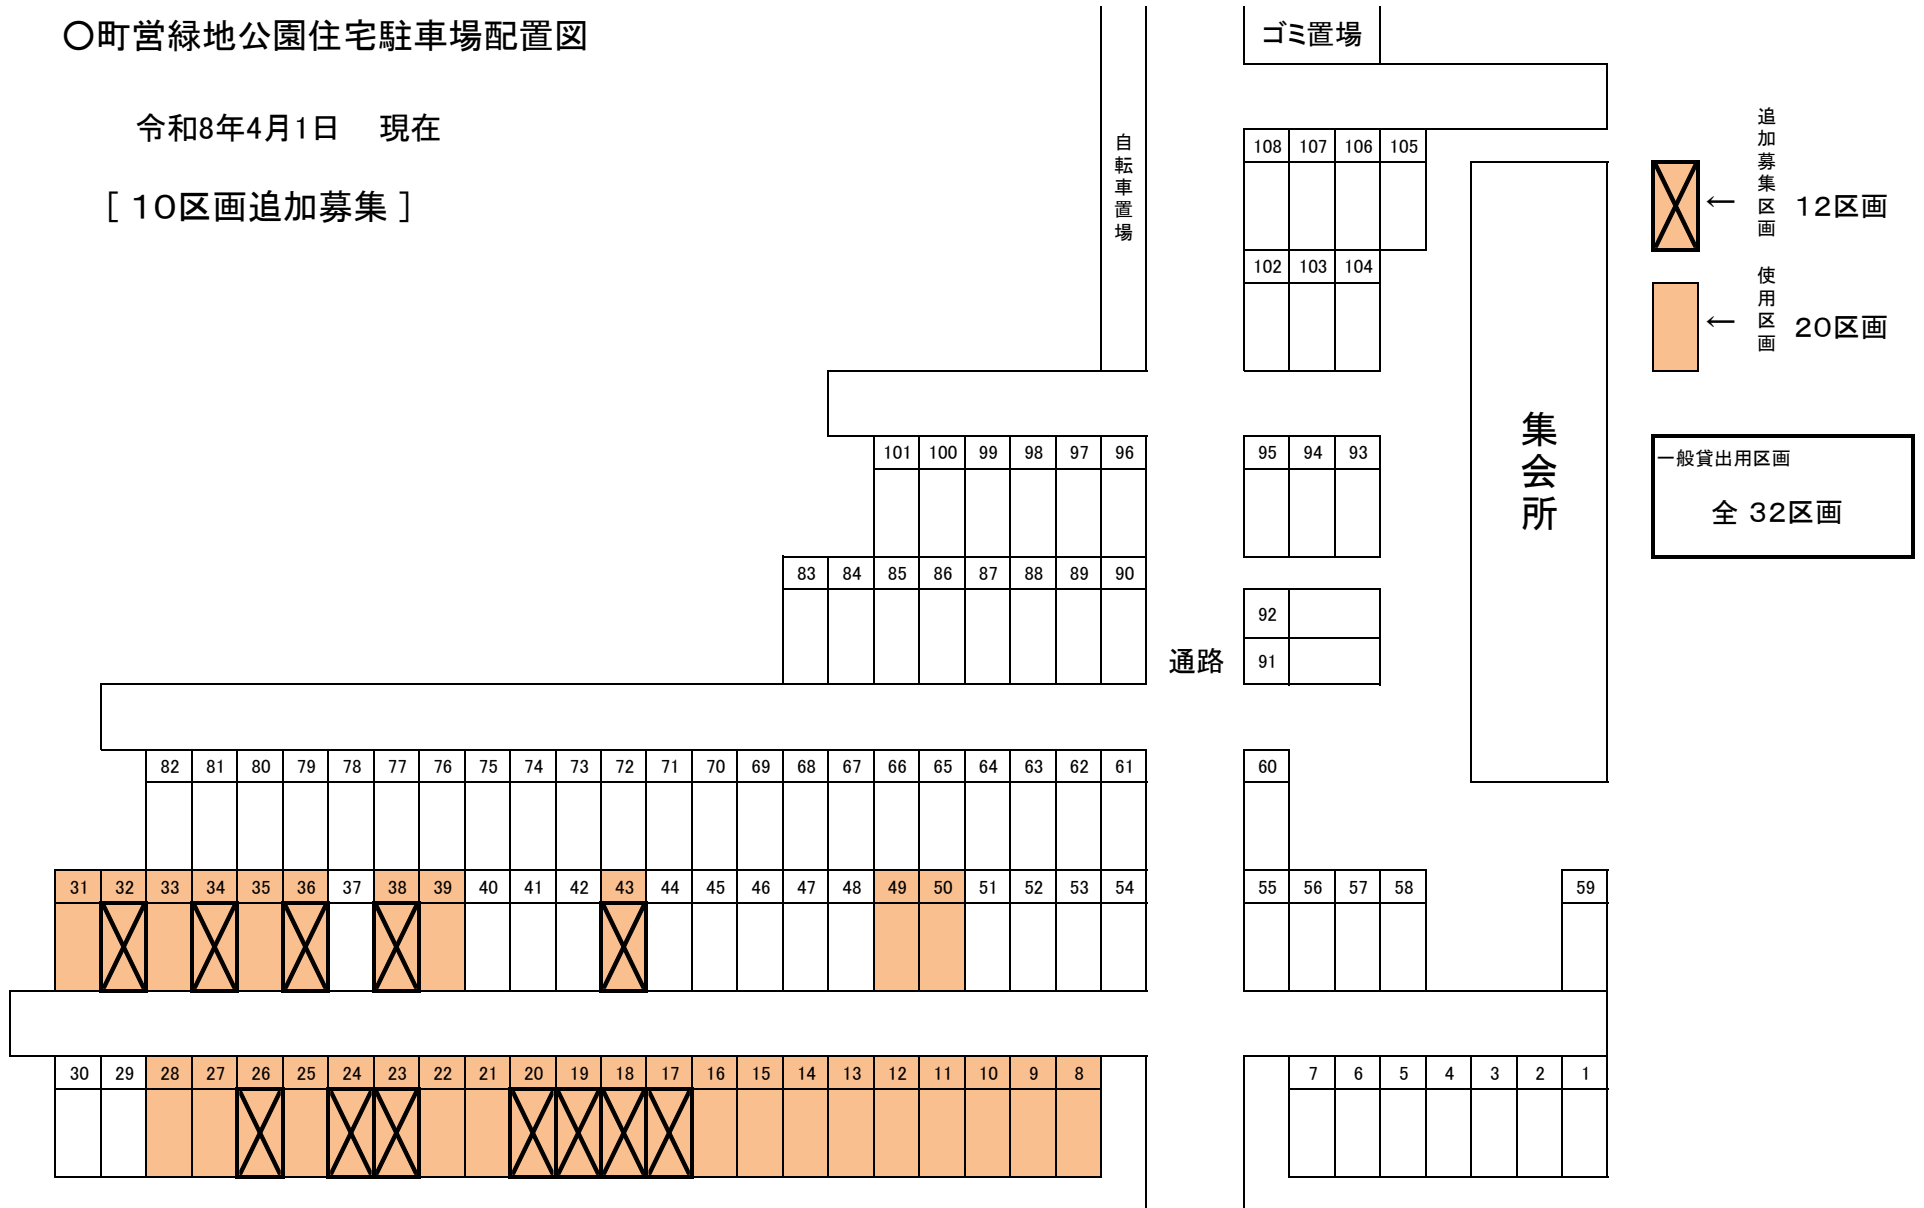 〇町営緑地公園住宅駐車場配置図
ゴミ置場
令和8年4月1日 現在
[ 10区画追加募集 ]
自転車置場
108 107 106 105
102 103 104
追加募集区画
← 12区画
使用区画
← 20区画
一般貸出用区画
全 32区画
集会所
101 100 99 98 97 96
95 94 93
83 84 85 86 87 88 89 90
92
通路
91
82 81 80 79 78 77 76 75 74 73 72 71 70 69 68 67 66 65 64 63 62 61
60
31 32 33 34 35 36 37 38 39 40 41 42 43 44 45 46 47 48 49 50 51 52 53 54
55 56 57 58
59
30 29 28 27 26 25 24 23 22 21 20 19 18 17 16 15 14 13 12 11 10 9 8
7 6 5 4 3 2 1